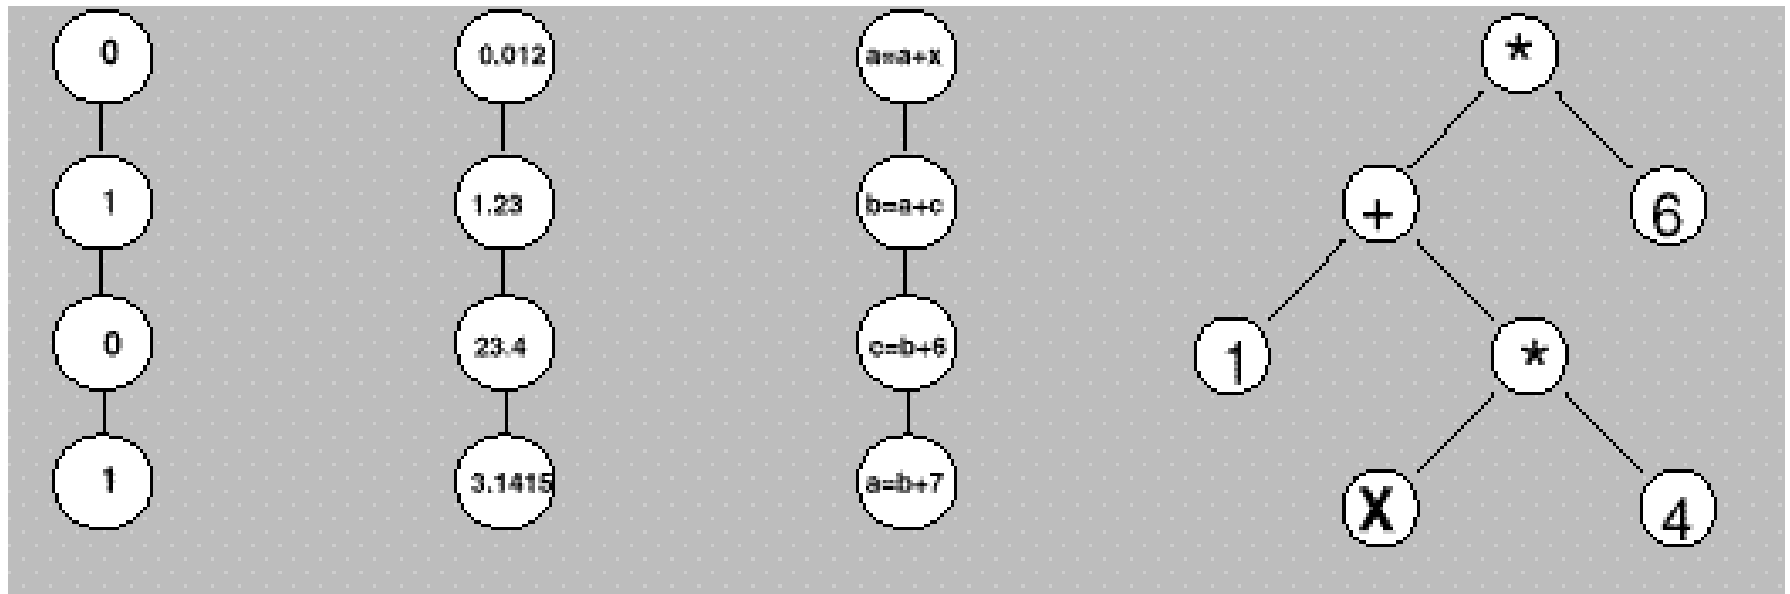 0 0.012 a=a+x *
1 1.23 b=a+c + 6
0 23.4 c=b+6 1 *
1 3.1415 a=b+7 X 4